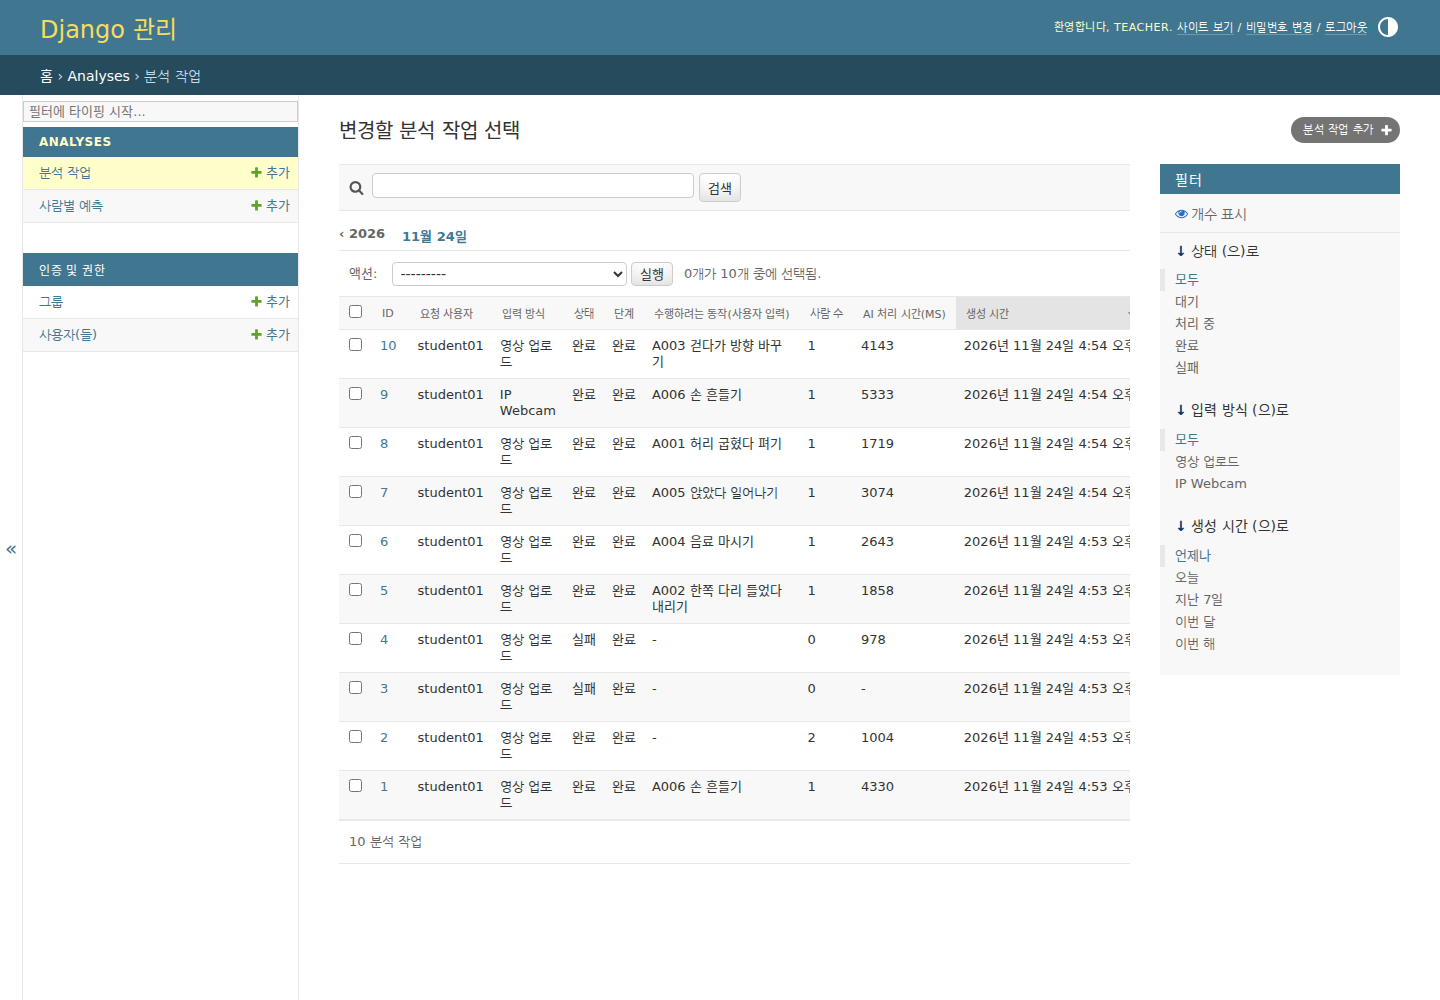 Django 관리
환영합니다, TEACHER. 사이트 보기 / 비밀번호 변경 / 로그아웃
홈 › Analyses › 분석 작업
필터에 타이핑 시작...
ANALYSES
분석 작업 추가
사람별 예측 추가
인증 및 권한
그룹 추가
사용자(들) 추가
«
변경할 분석 작업 선택
분석 작업 추가
검색
‹ 2026 11월 24일
액션: --------- 실행 0개가 10개 중에 선택됨.
ID 요청 사용자 입력 방식 상태 단계 수행하려는 동작(사용자 입력) 사람 수 AI 처리 시간(MS) 생성 시간
10 student01 영상 업로드 완료 완료 A003 걷다가 방향 바꾸기 1 4143 2026년 11월 24일 4:54 오후
9 student01 IP Webcam 완료 완료 A006 손 흔들기 1 5333 2026년 11월 24일 4:54 오후
8 student01 영상 업로드 완료 완료 A001 허리 굽혔다 펴기 1 1719 2026년 11월 24일 4:54 오후
7 student01 영상 업로드 완료 완료 A005 앉았다 일어나기 1 3074 2026년 11월 24일 4:54 오후
6 student01 영상 업로드 완료 완료 A004 음료 마시기 1 2643 2026년 11월 24일 4:53 오후
5 student01 영상 업로드 완료 완료 A002 한쪽 다리 들었다 내리기 1 1858 2026년 11월 24일 4:53 오후
4 student01 영상 업로드 실패 완료 - 0 978 2026년 11월 24일 4:53 오후
3 student01 영상 업로드 실패 완료 - 0 - 2026년 11월 24일 4:53 오후
2 student01 영상 업로드 완료 완료 - 2 1004 2026년 11월 24일 4:53 오후
1 student01 영상 업로드 완료 완료 A006 손 흔들기 1 4330 2026년 11월 24일 4:53 오후
10 분석 작업
필터
개수 표시
↓ 상태 (으)로
모두
대기
처리 중
완료
실패
↓ 입력 방식 (으)로
모두
영상 업로드
IP Webcam
↓ 생성 시간 (으)로
언제나
오늘
지난 7일
이번 달
이번 해